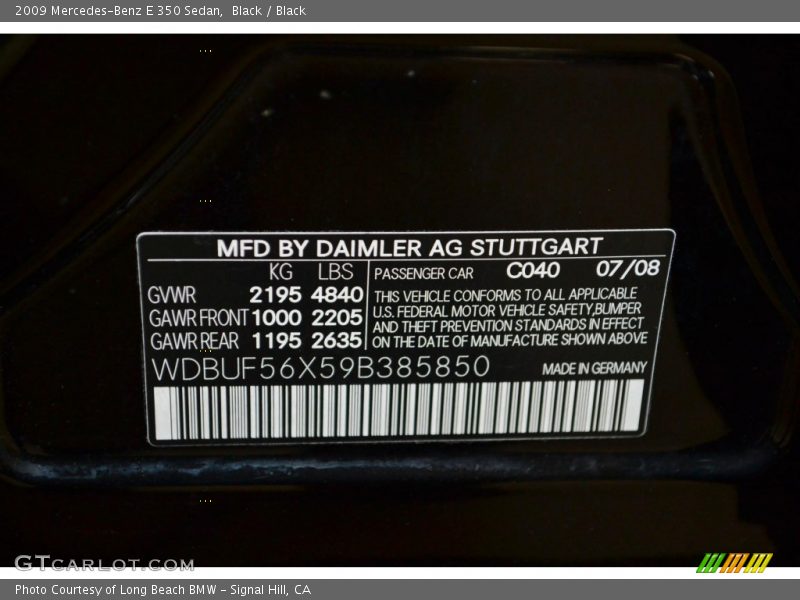 2009 Mercedes-Benz E 350 Sedan, Black / Black
MFD BY DAIMLER AG STUTTGART
KG LBS PASSENGER CAR C040 07/08
GVWR 2195 4840
GAWR FRONT 1000 2205
GAWR REAR 1195 2635
THIS VEHICLE CONFORMS TO ALL APPLICABLE
U.S. FEDERAL MOTOR VEHICLE SAFETY,BUMPER
AND THEFT PREVENTION STANDARDS IN EFFECT
ON THE DATE OF MANUFACTURE SHOWN ABOVE
WDBUF56X59B385850 MADE IN GERMANY
GTCARLOT.COM
Photo Courtesy of Long Beach BMW - Signal Hill, CA